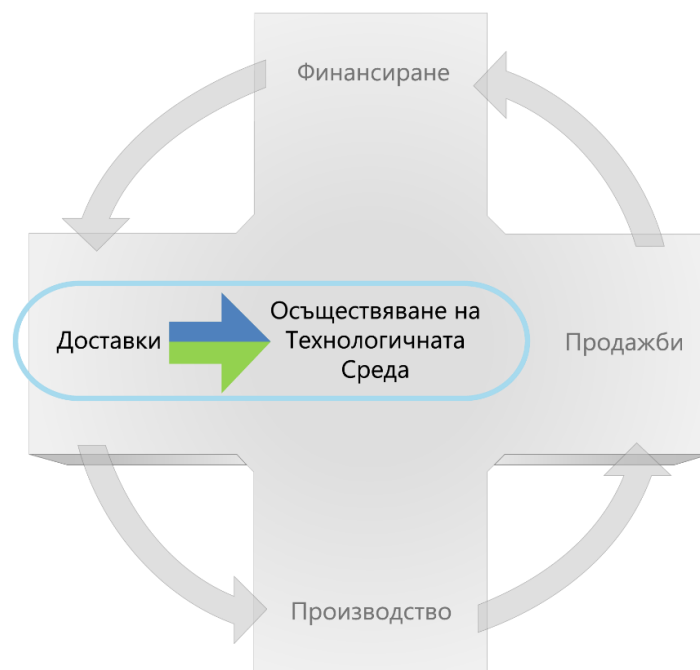 Финансиране
Доставки
Осъществяване на
Технологичната
Среда
Продажби
Производство